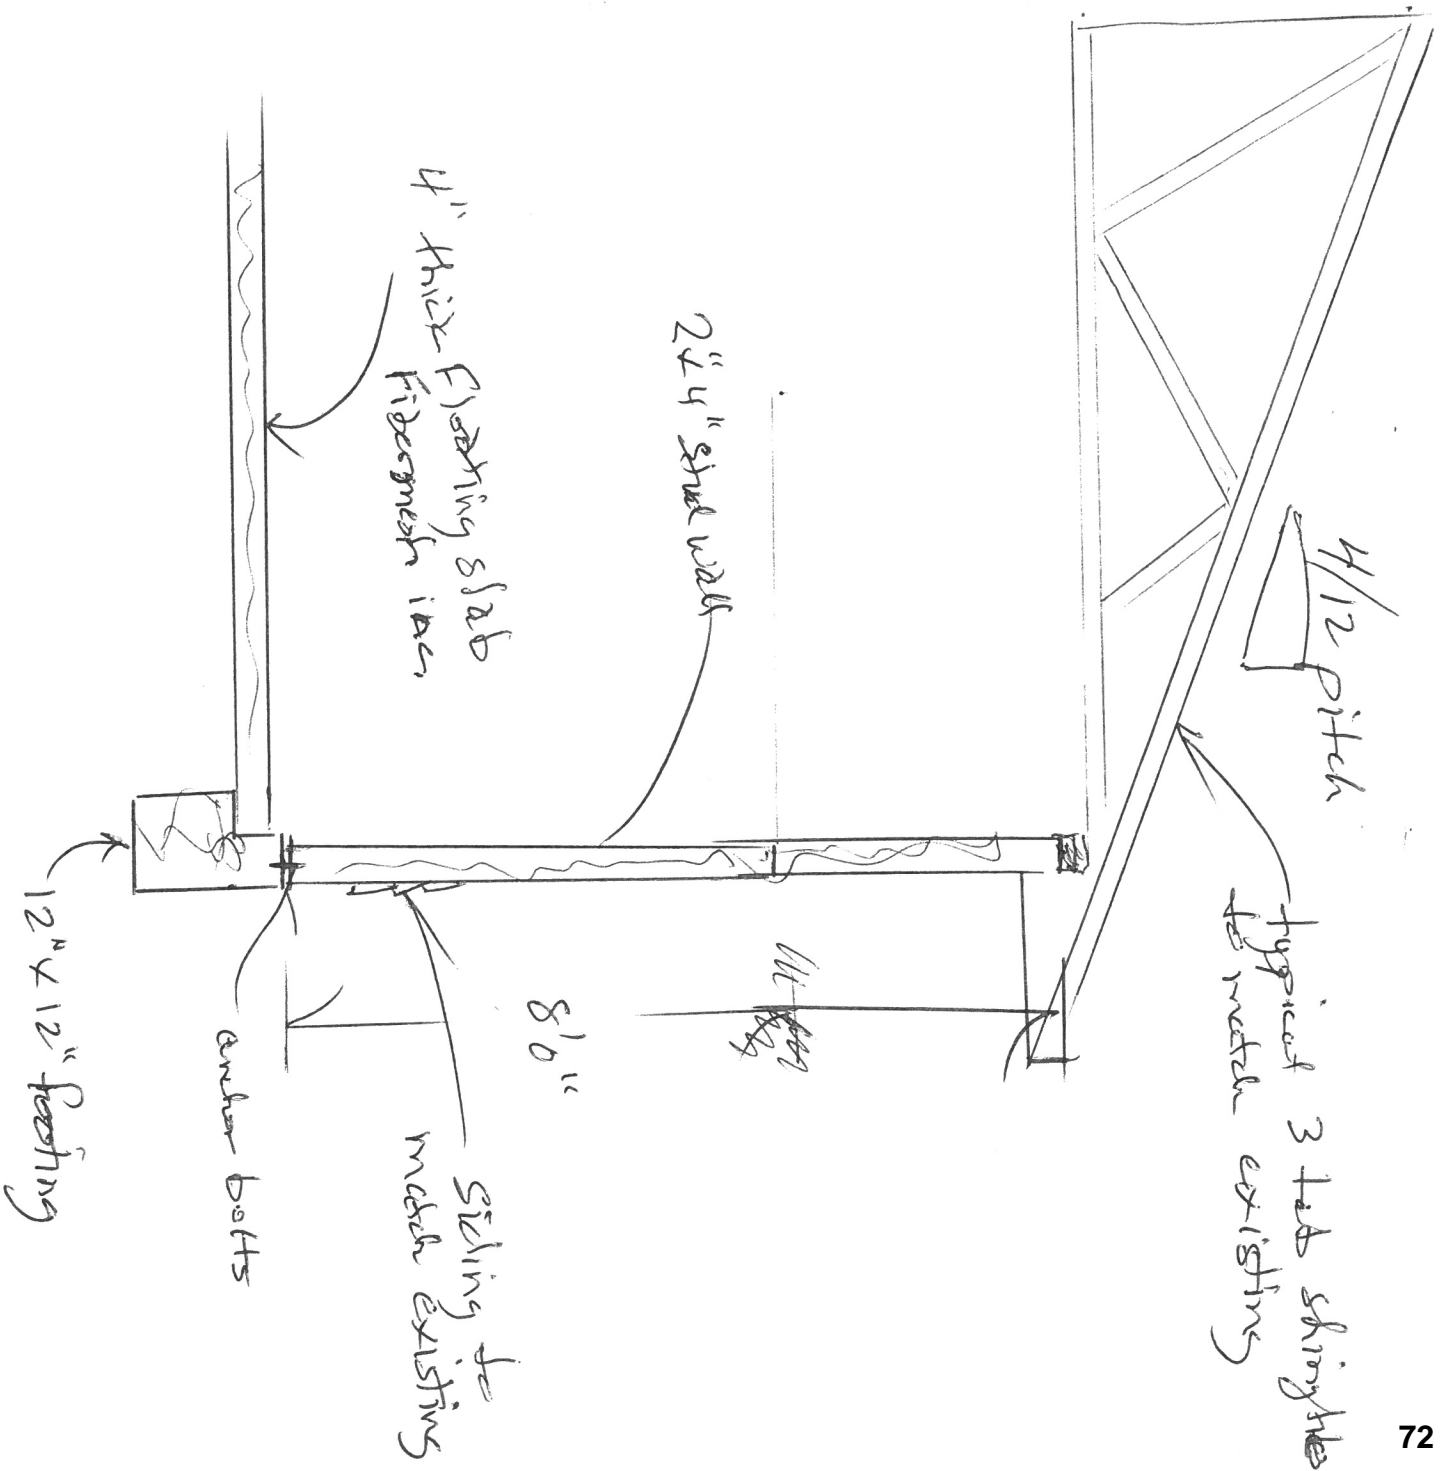 4/12 pitch
typical 3 tab shingles
to match existing
2"x4" stud wall
8'0"
4" thick Floating slab
Fibermesh inc.
siding to
match existing
anchor bolts
12" x 12" footing
72